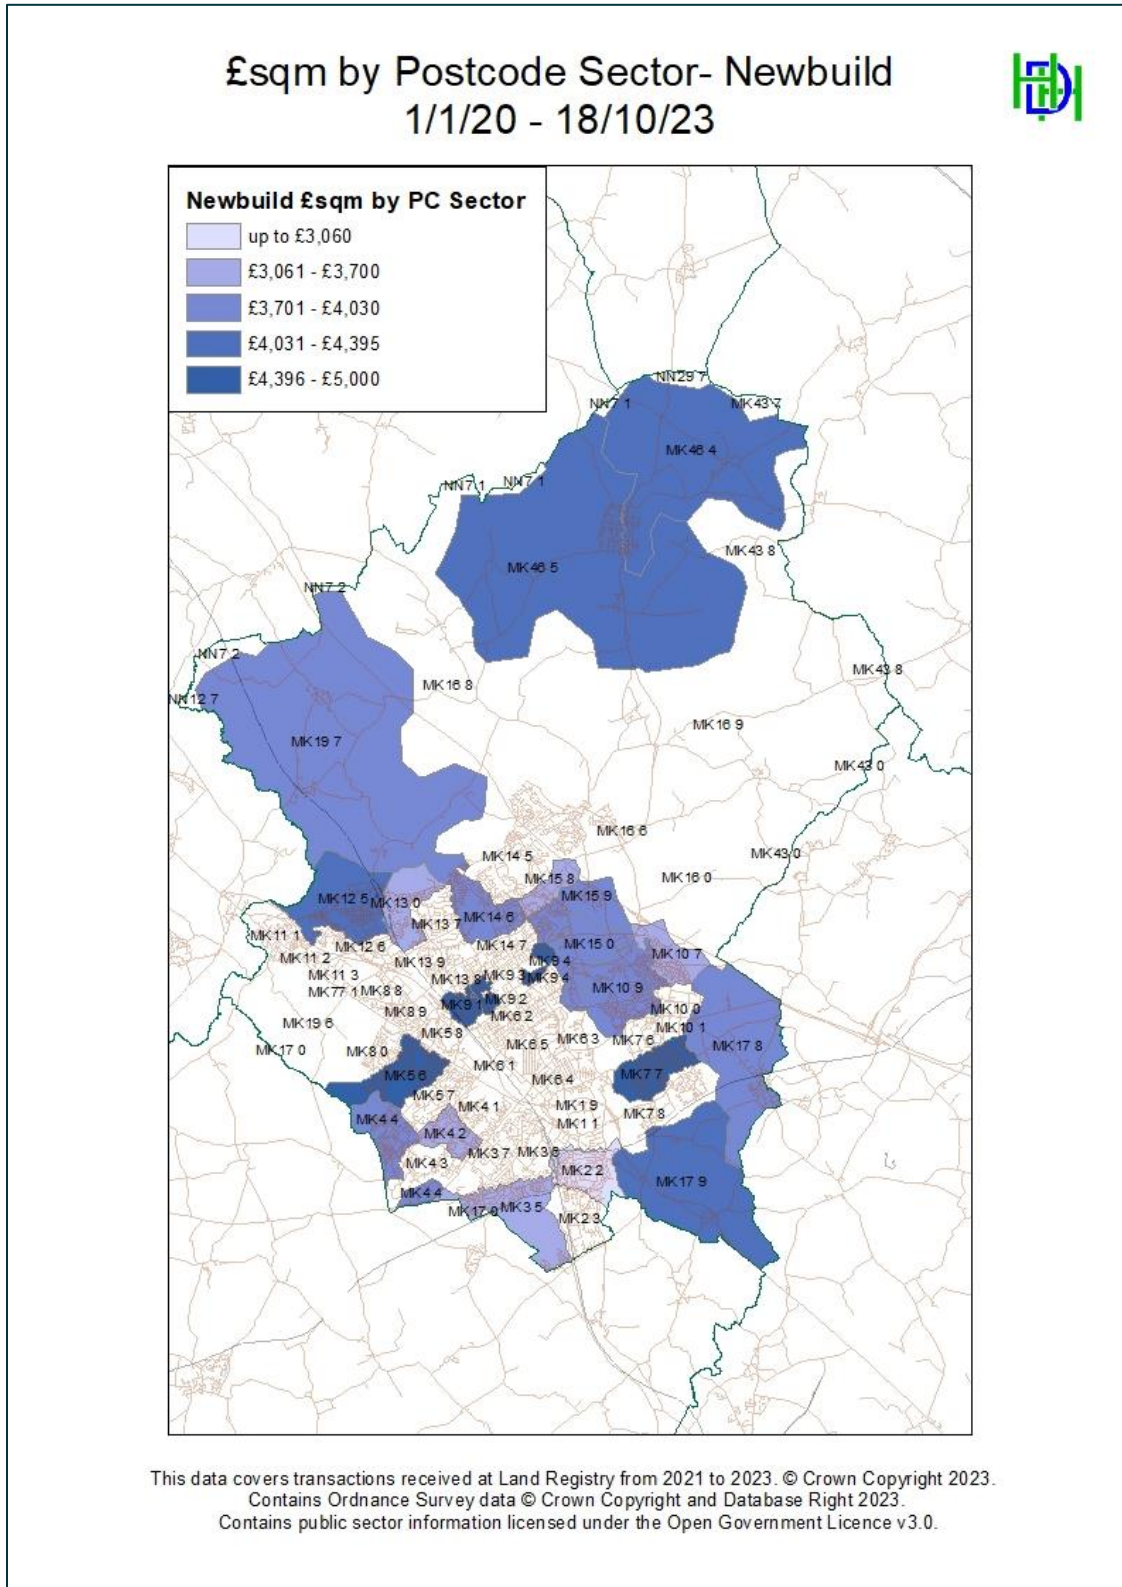 £sqm by Postcode Sector- Newbuild
1/1/20 - 18/10/23
HDH
Newbuild £sqm by PC Sector
up to £3,060
£3,061 - £3,700
£3,701 - £4,030
£4,031 - £4,395
£4,396 - £5,000
NN29 7
NN7 1
MK43 7
MK46 4
NN7 1
NN7 1
MK43 8
MK46 5
NN7 2
NN7 2
MK43 8
MK16 8
NN12 7
MK16 9
MK19 7
MK43 0
MK16 6
MK14 5
MK43 0
MK15 8
MK16 0
MK12 5
MK13 0
MK15 9
MK13 7
MK14 6
MK11 1
MK12 6
MK14 7
MK15 0
MK10 7
MK11 2
MK13 9
MK9 4
MK11 3
MK13 8
MK9 3
MK9 4
MK77 1
MK8 8
MK10 9
MK9 1
MK9 2
MK8 9
MK6 2
MK10 0
MK19 6
MK10 1
MK5 8
MK6 5
MK6 3
MK7 6
MK17 8
MK17 0
MK8 0
MK6 1
MK5 6
MK6 4
MK7 7
MK5 7
MK4 1
MK1 9
MK7 8
MK4 4
MK1 1
MK4 2
MK3 7
MK3 6
MK4 3
MK2 2
MK17 9
MK4 4
MK17 0
MK3 5
MK2 3
This data covers transactions received at Land Registry from 2021 to 2023. © Crown Copyright 2023.
Contains Ordnance Survey data © Crown Copyright and Database Right 2023.
Contains public sector information licensed under the Open Government Licence v3.0.